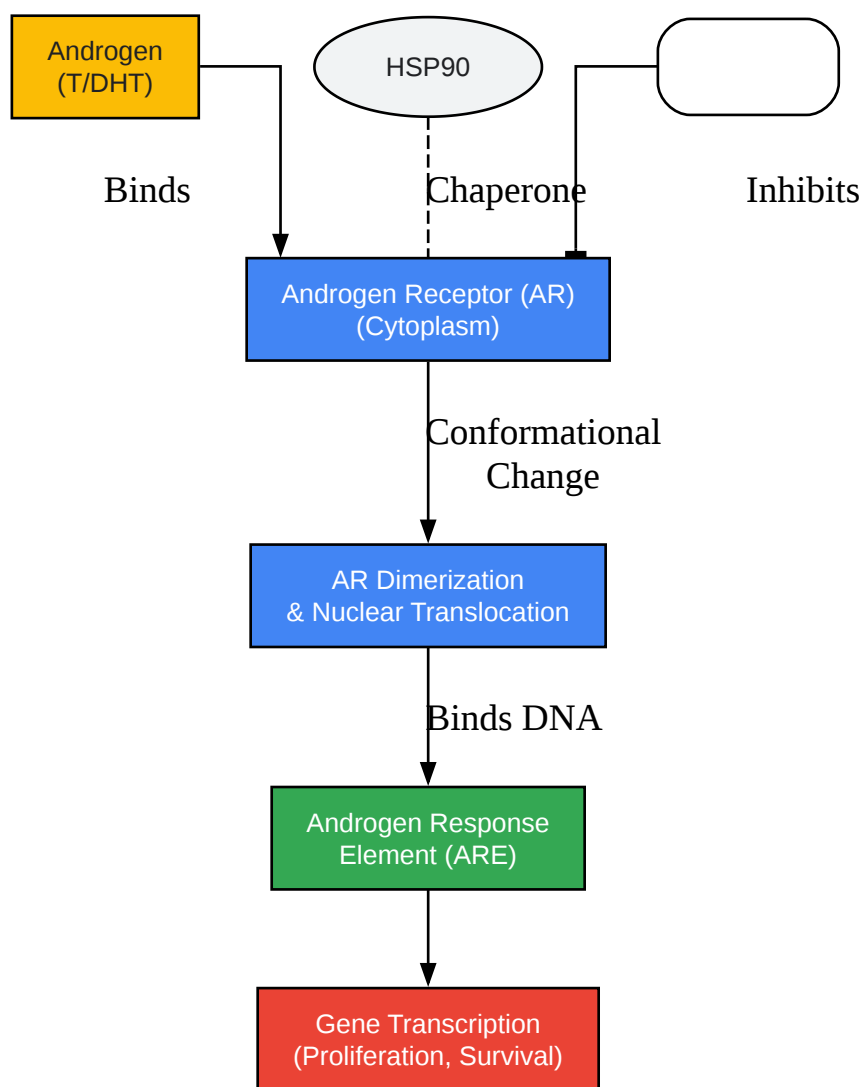 Androgen
(T/DHT)
HSP90
Binds
Chaperone
Inhibits
Androgen Receptor (AR)
(Cytoplasm)
Conformational
Change
AR Dimerization
& Nuclear Translocation
Binds DNA
Androgen Response
Element (ARE)
Gene Transcription
(Proliferation, Survival)